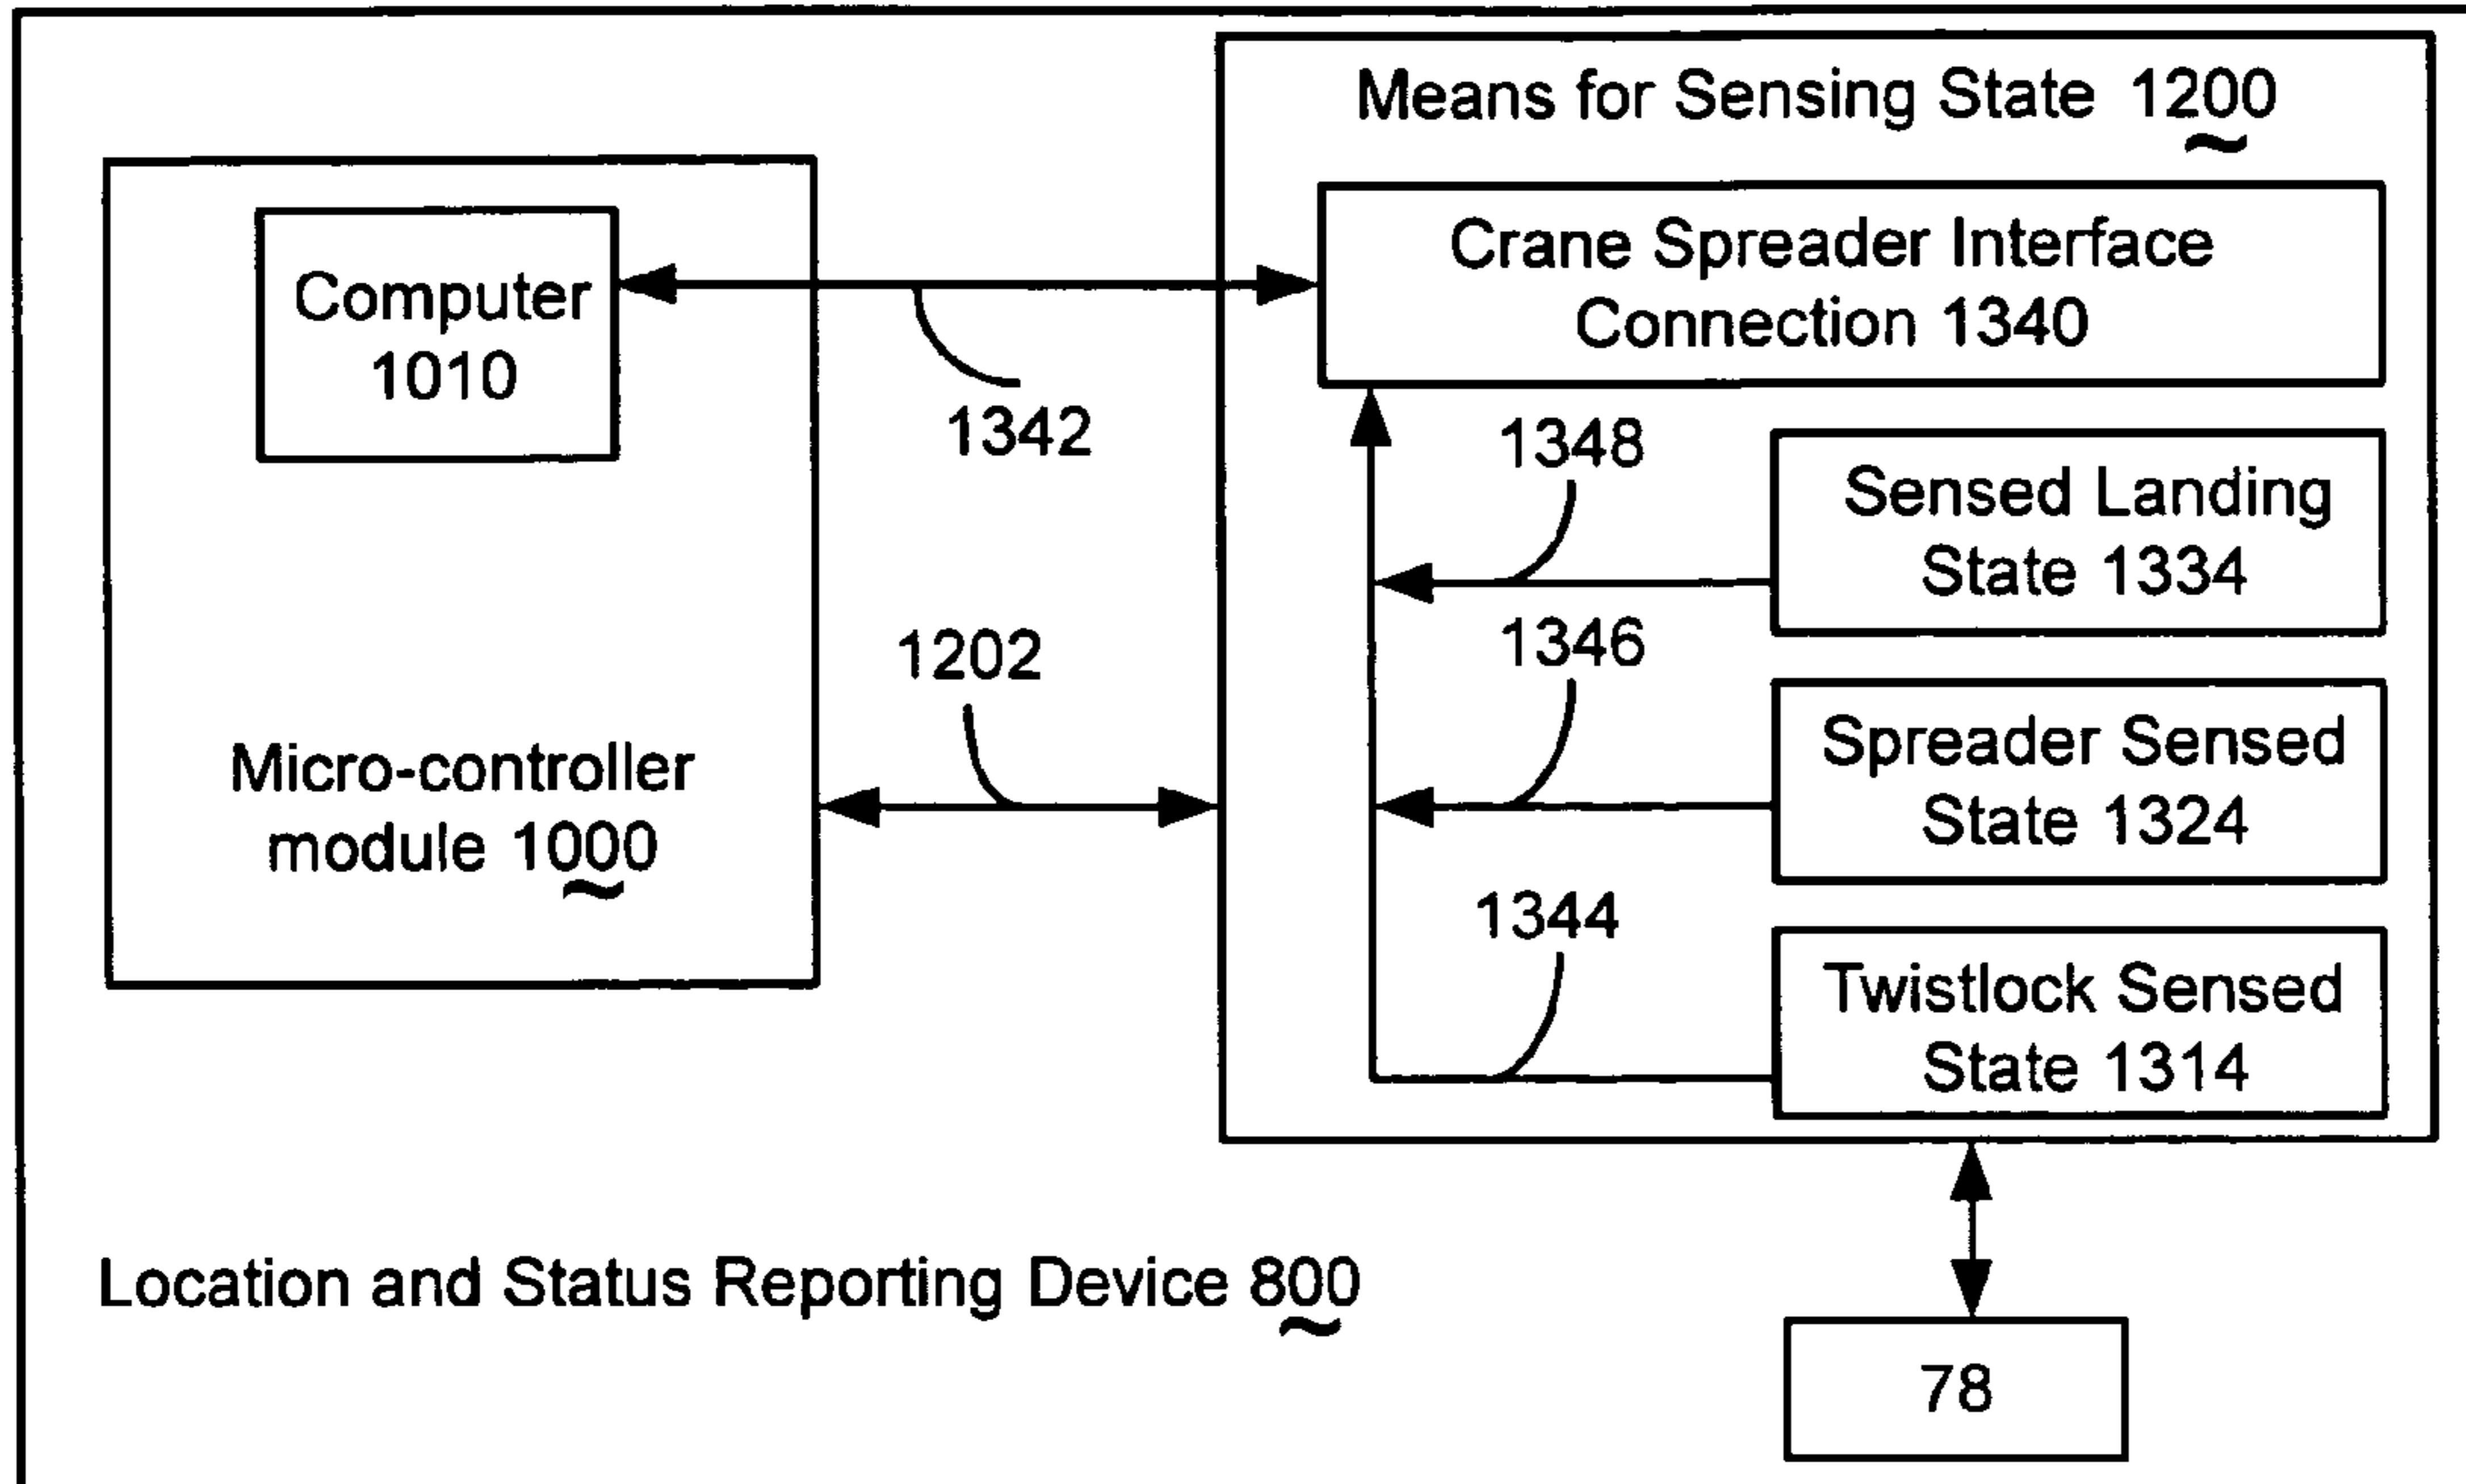 Means for Sensing State 1200
Crane Spreader Interface
Connection 1340
Computer
1010
1342
1348
Sensed Landing
State 1334
1346
1202
Spreader Sensed
State 1324
Micro-controller
module 1000
1344
Twistlock Sensed
State 1314
Location and Status Reporting Device 800
78